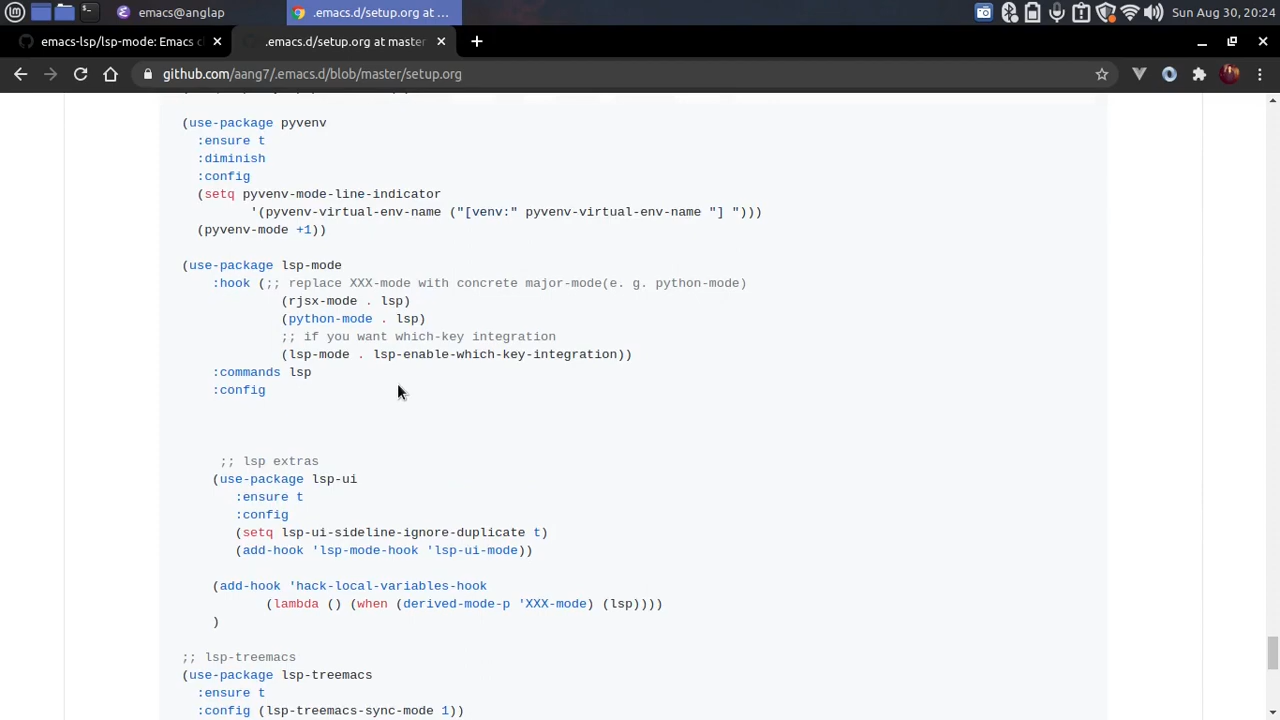 emacs@anglap
.emacs.d/setup.org at ...
Sun Aug 30, 20:24
emacs-lsp/lsp-mode: Emacs c
.emacs.d/setup.org at master
github.com/aang7/.emacs.d/blob/master/setup.org
(use-package pyvenv
:ensure t
:diminish
:config
(setq pyvenv-mode-line-indicator
'(pyvenv-virtual-env-name ("[venv:" pyvenv-virtual-env-name "] ")))
(pyvenv-mode +1))
(use-package lsp-mode
:hook (;; replace XXX-mode with concrete major-mode(e. g. python-mode)
(rjsx-mode . lsp)
(python-mode . lsp)
;; if you want which-key integration
(lsp-mode . lsp-enable-which-key-integration))
:commands lsp
:config
;; lsp extras
(use-package lsp-ui
:ensure t
:config
(setq lsp-ui-sideline-ignore-duplicate t)
(add-hook 'lsp-mode-hook 'lsp-ui-mode))
(add-hook 'hack-local-variables-hook
(lambda () (when (derived-mode-p 'XXX-mode) (lsp))))
)
;; lsp-treemacs
(use-package lsp-treemacs
:ensure t
:config (lsp-treemacs-sync-mode 1))